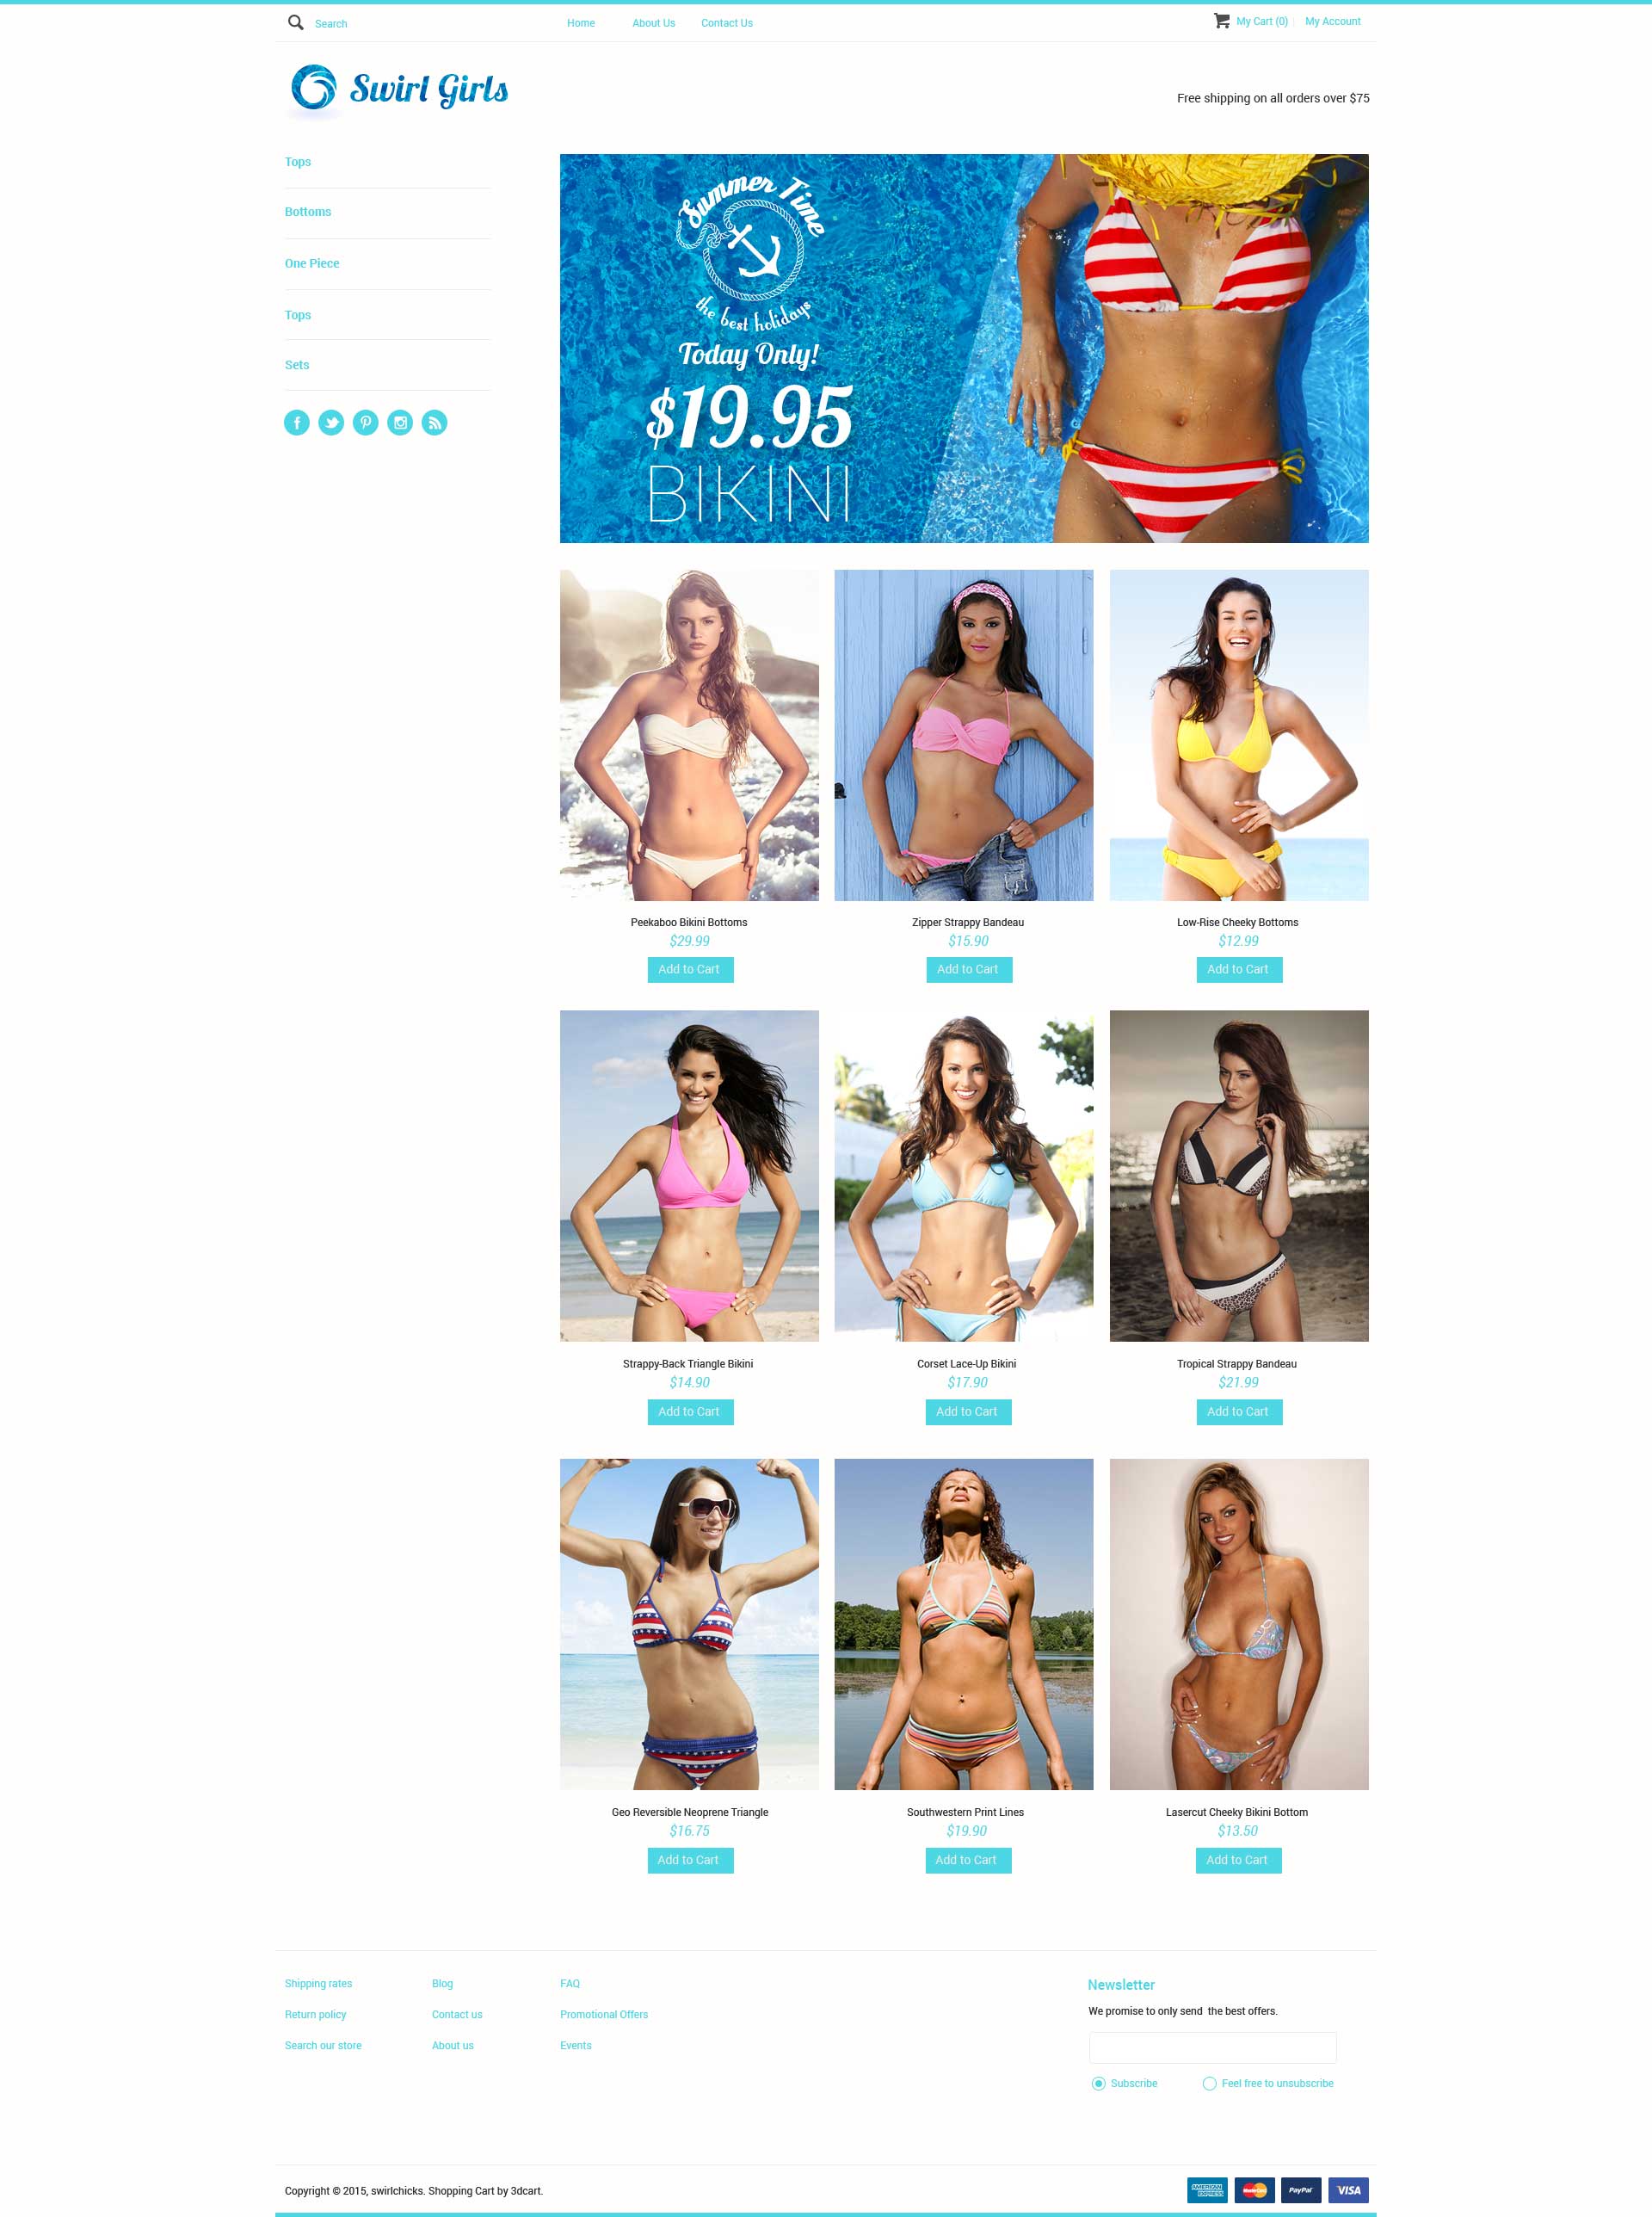 Search
Home About Us Contact Us
My Cart (0) My Account
Swirl Girls
Free shipping on all orders over $75
Tops
Bottoms
One Piece
Tops
Sets
Summer Time
the best holidays
Today Only!
$19.95
BIKINI
Peekaboo Bikini Bottoms
$29.99
Add to Cart
Zipper Strappy Bandeau
$15.90
Add to Cart
Low-Rise Cheeky Bottoms
$12.99
Add to Cart
Strappy-Back Triangle Bikini
$14.90
Add to Cart
Corset Lace-Up Bikini
$17.90
Add to Cart
Tropical Strappy Bandeau
$21.99
Add to Cart
Geo Reversible Neoprene Triangle
$16.75
Add to Cart
Southwestern Print Lines
$19.90
Add to Cart
Lasercut Cheeky Bikini Bottom
$13.50
Add to Cart
Shipping rates
Return policy
Search our store
Blog
Contact us
About us
FAQ
Promotional Offers
Events
Newsletter
We promise to only send the best offers.
Subscribe Feel free to unsubscribe
Copyright © 2015, swirlchicks. Shopping Cart by 3dcart.
AMERICAN EXPRESS
MasterCard
PayPal
VISA